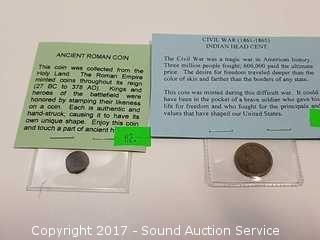 ANCIENT ROMAN COIN
This coin was collected from the
Holy Land. The Roman Empire
minted coins throughout its reign
(27 BC to 378 AD). Kings and
heroes of the battlefield were
honored by stamping their likeness
on a coin. Each is authentic and
hand-struck; causing it to have its
own unique shape. Enjoy this coin
and touch a part of ancient
112.
CIVIL WAR (1861-1865)
INDIAN HEAD CENT
The Civil War was a tragic war in American history.
Three million people fought; 600,000 paid the ultimate
price. The desire for freedom traveled deeper than the
color of skin and farther than the borders of any state.
This coin was minted during this difficult war. It could
have been in the pocket of a brave soldier who gave his
life for freedom and who fought for the principals and
values that have shaped our United States.
Copyright 2017 - Sound Auction Service